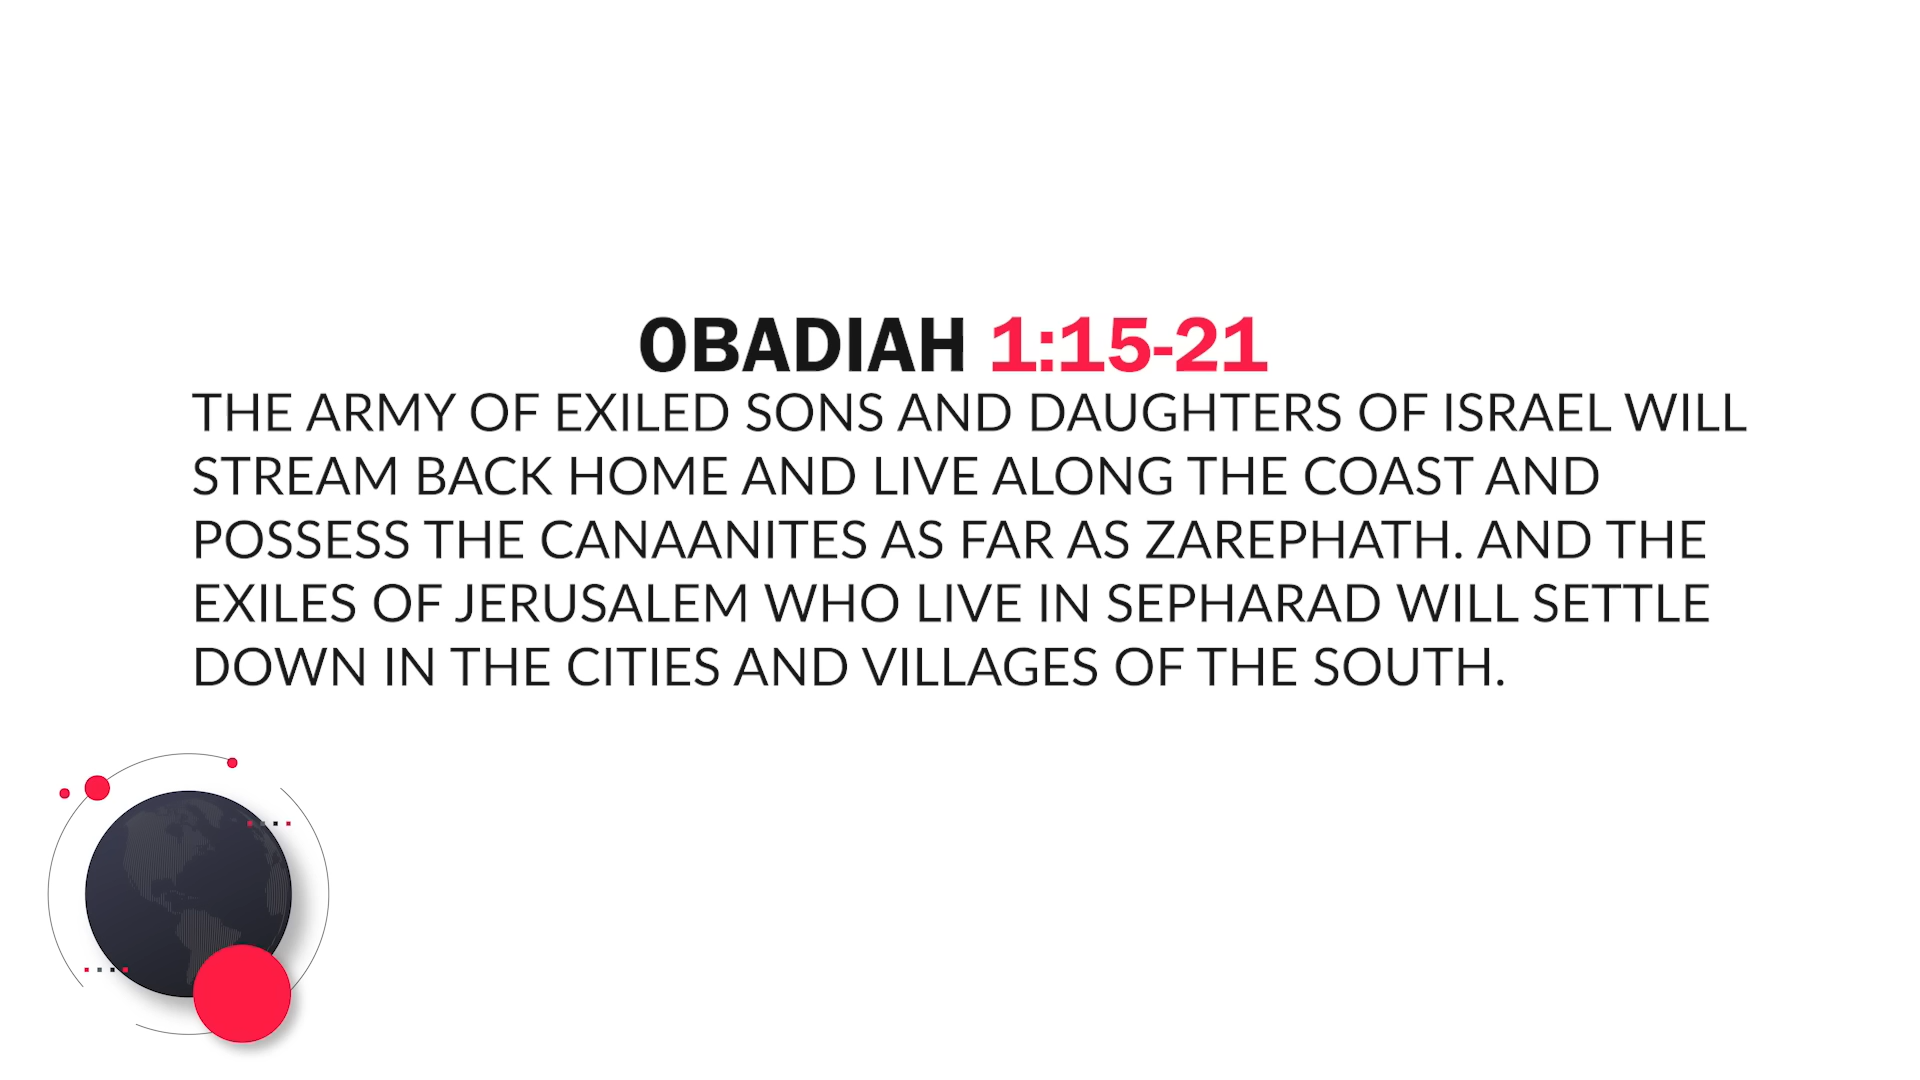 OBADIAH 1:15-21
THE ARMY OF EXILED SONS AND DAUGHTERS OF ISRAEL WILL
STREAM BACK HOME AND LIVE ALONG THE COAST AND
POSSESS THE CANAANITES AS FAR AS ZAREPHATH. AND THE
EXILES OF JERUSALEM WHO LIVE IN SEPHARAD WILL SETTLE
DOWN IN THE CITIES AND VILLAGES OF THE SOUTH.